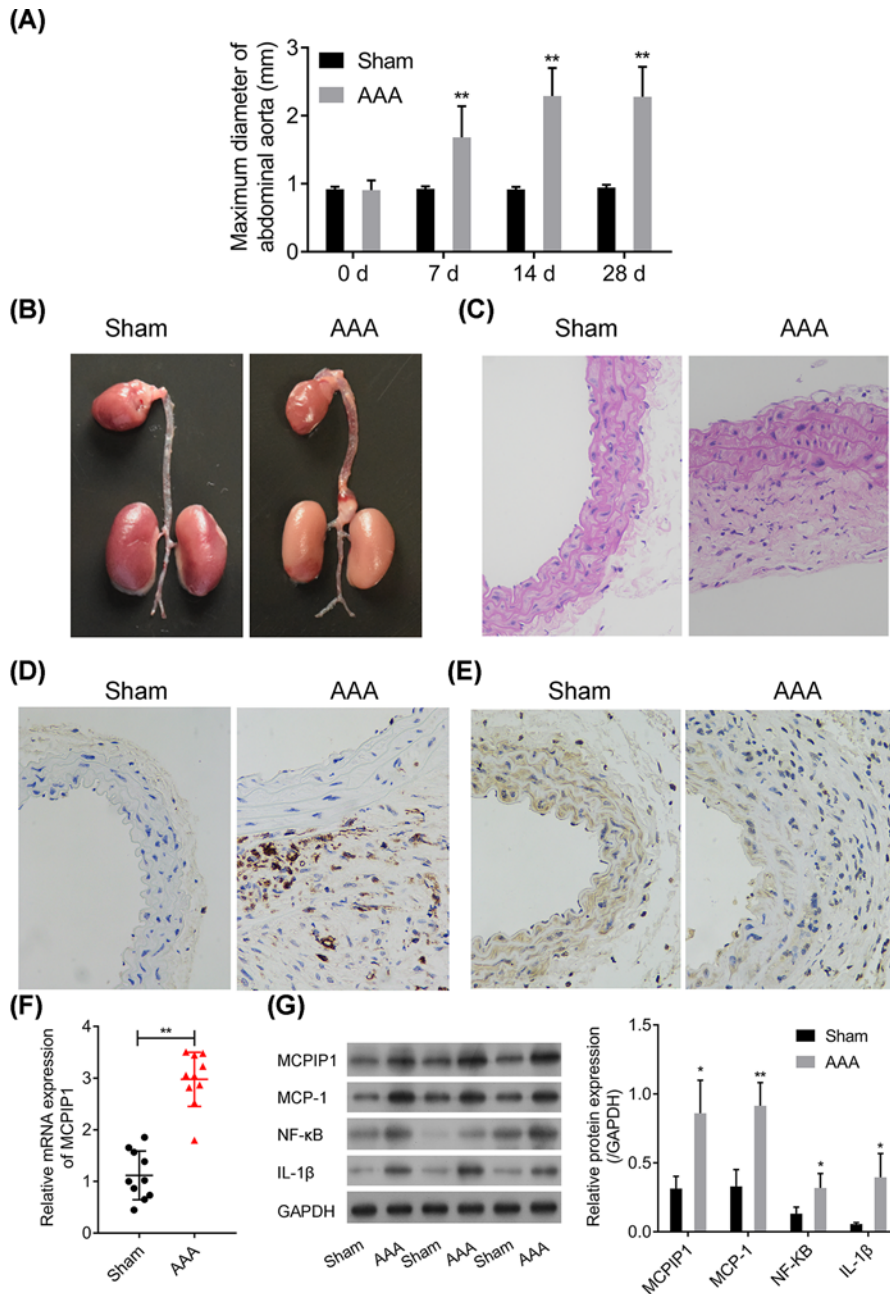 (A)
Maximum diameter of
abdominal aorta (mm)
3
2
1
0
Sham
AAA
**
**
**
0 d
7 d
14 d
28 d
(B)
Sham
AAA
(C)
Sham
AAA
(D)
Sham
AAA
(E)
Sham
AAA
(F)
Relative mRNA expression
of MCPIP1
4
3
2
1
0
**
Sham
AAA
(G)
MCPIP1
MCP-1
NF-κB
IL-1β
GAPDH
Sham
AAA
Sham
AAA
Sham
AAA
Relative protein expression
(/GAPDH)
1.5
1.0
0.5
0.0
Sham
AAA
*
**
*
*
MCPIP1
MCP-1
NF-KB
IL-1β